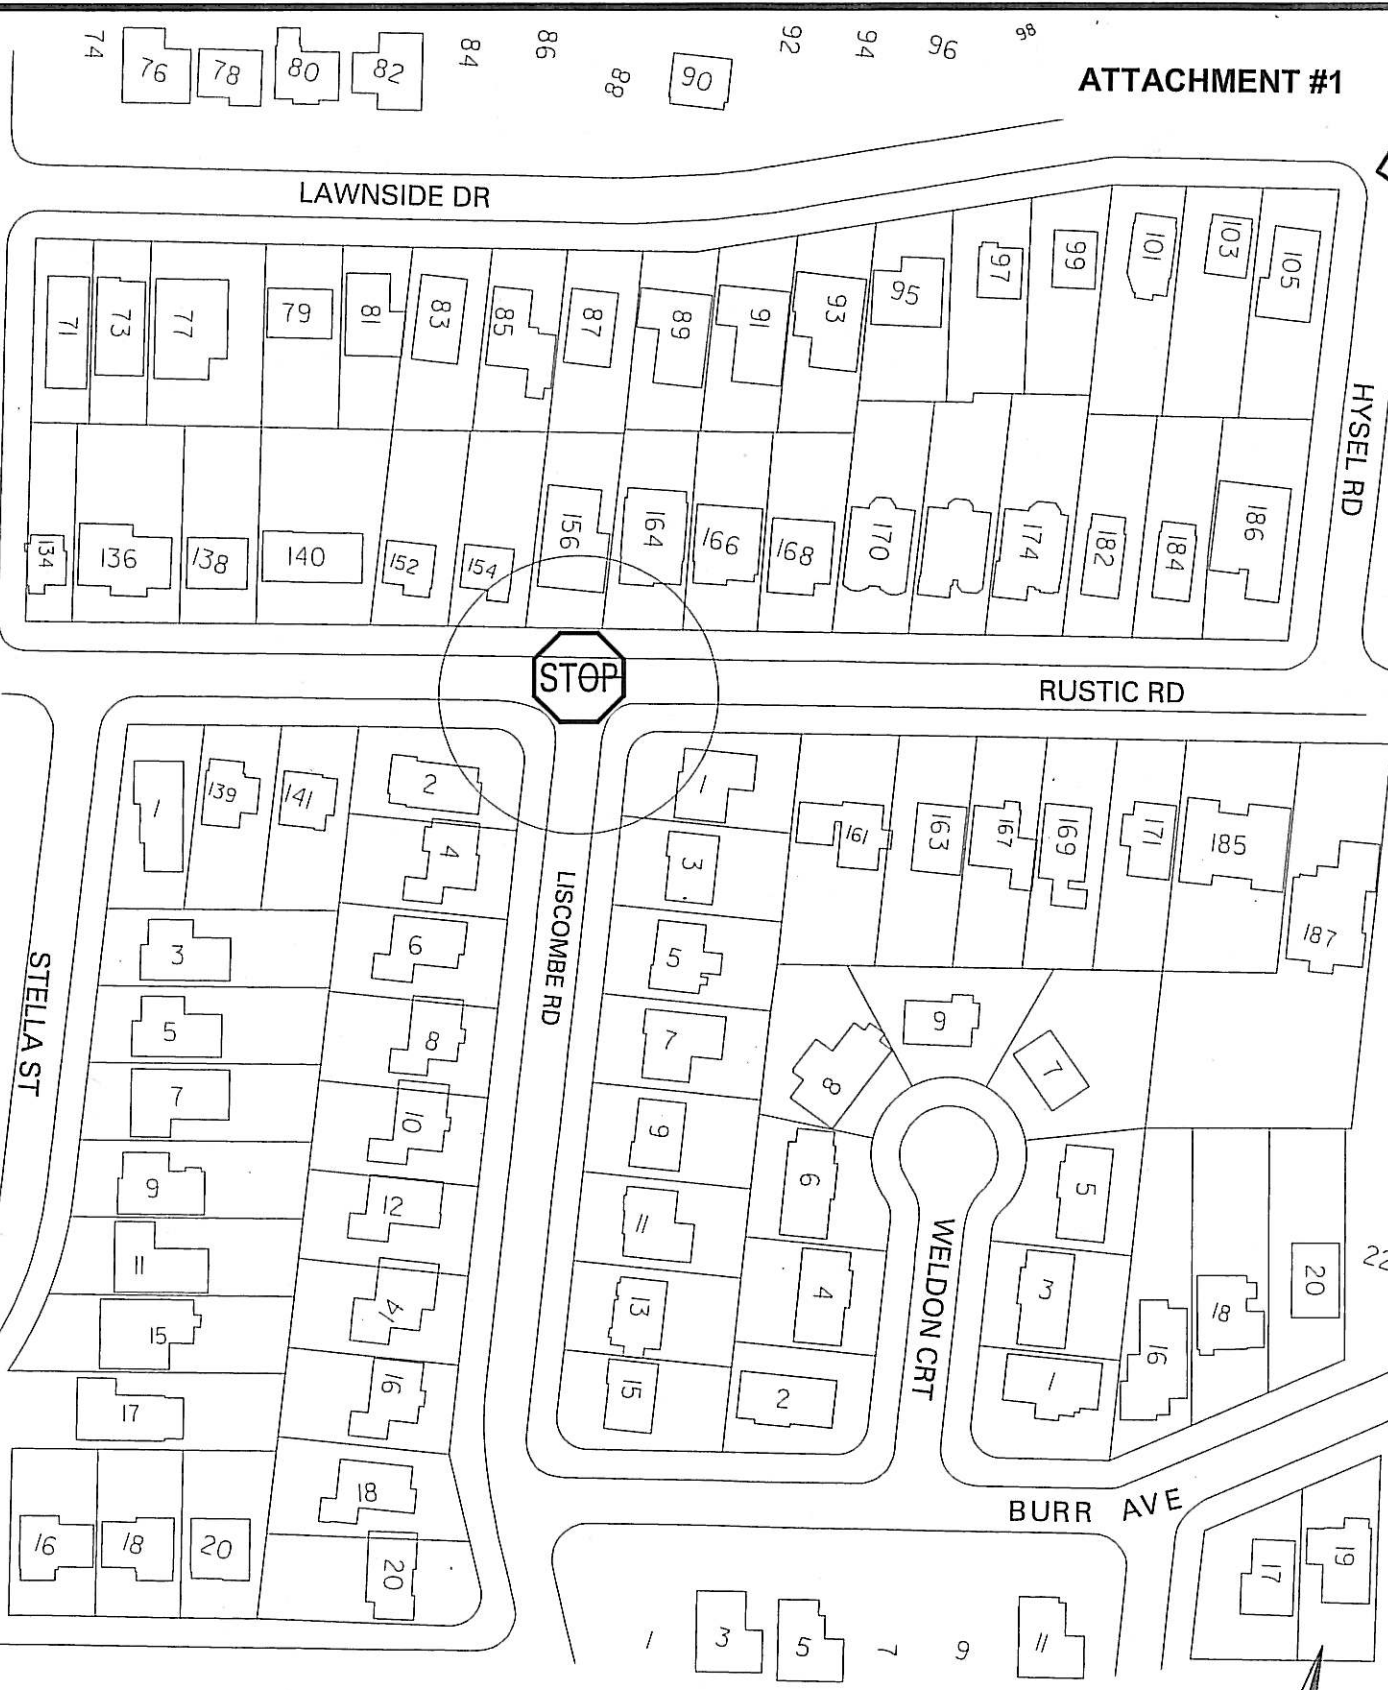 74 76 78 80 82 84 86 88 90 92 94 96 98
ATTACHMENT #1
LAWNSIDE DR
71 73 77 79 81 83 85 87 89 91 93 95 97 99 101 103 105
HYSEL RD
134 136 138 140 152 154 156 164 166 168 170 174 182 184 186
STOP
RUSTIC RD
1 139 141 2 1 161 163 167 169 171 185 187
4 3
LISCOMBE RD
STELLA ST
3 6 5
5 8 7 8 9 7
7 10 9
9 12 11 6 5
WELDON CRT
11 14 13 4 3 16 18 20 22
15 16 15 2 1
17
18
BURR AVE
16 18 20 20
17 19
1 3 5 7 9 11